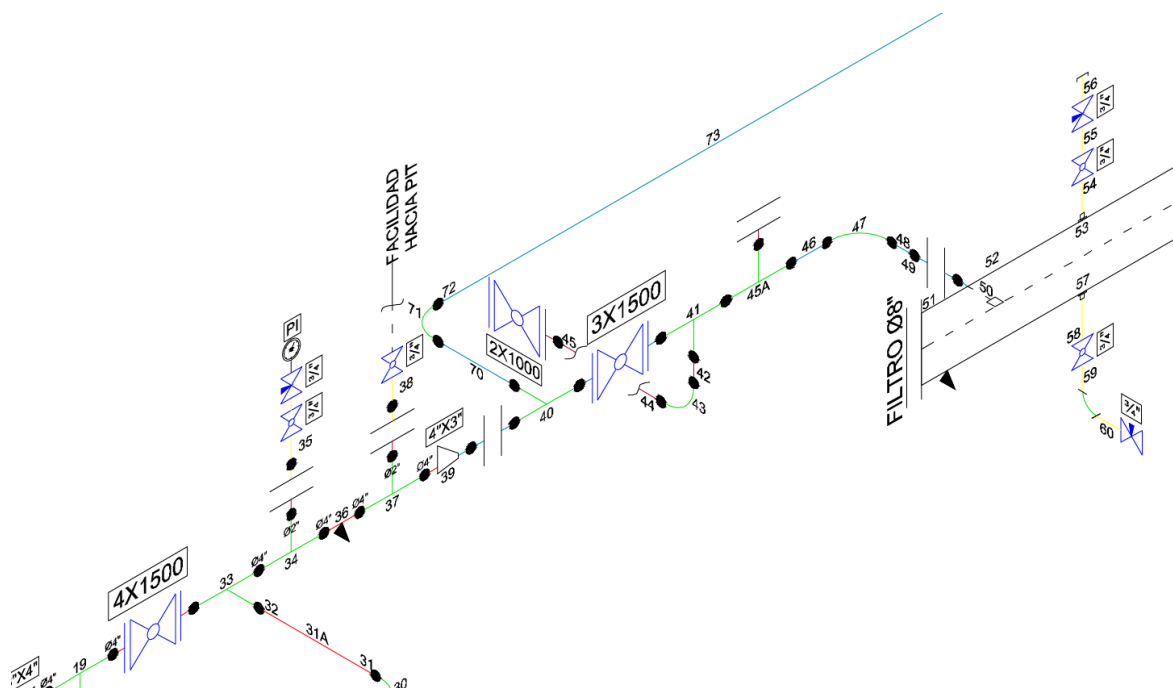 73
56
3/4"
55
3/4"
54
53
FACILIDAD
HACIA PIT
47
46
48
49
52
50
51
57
72
71
45A
3X1500
41
45
2X1000
PI
3/4"
3/4"
3/4"
38
70
42
43
44
40
FILTRO Ø8"
58
3/4"
59
3/4"
60
35
4"X3"
39
Ø4"
Ø2"
37
Ø4"
36
Ø4"
Ø2"
34
Ø4"
33
4X1500
32
31A
31
30
Ø4"
19
"X4"
Ø4"